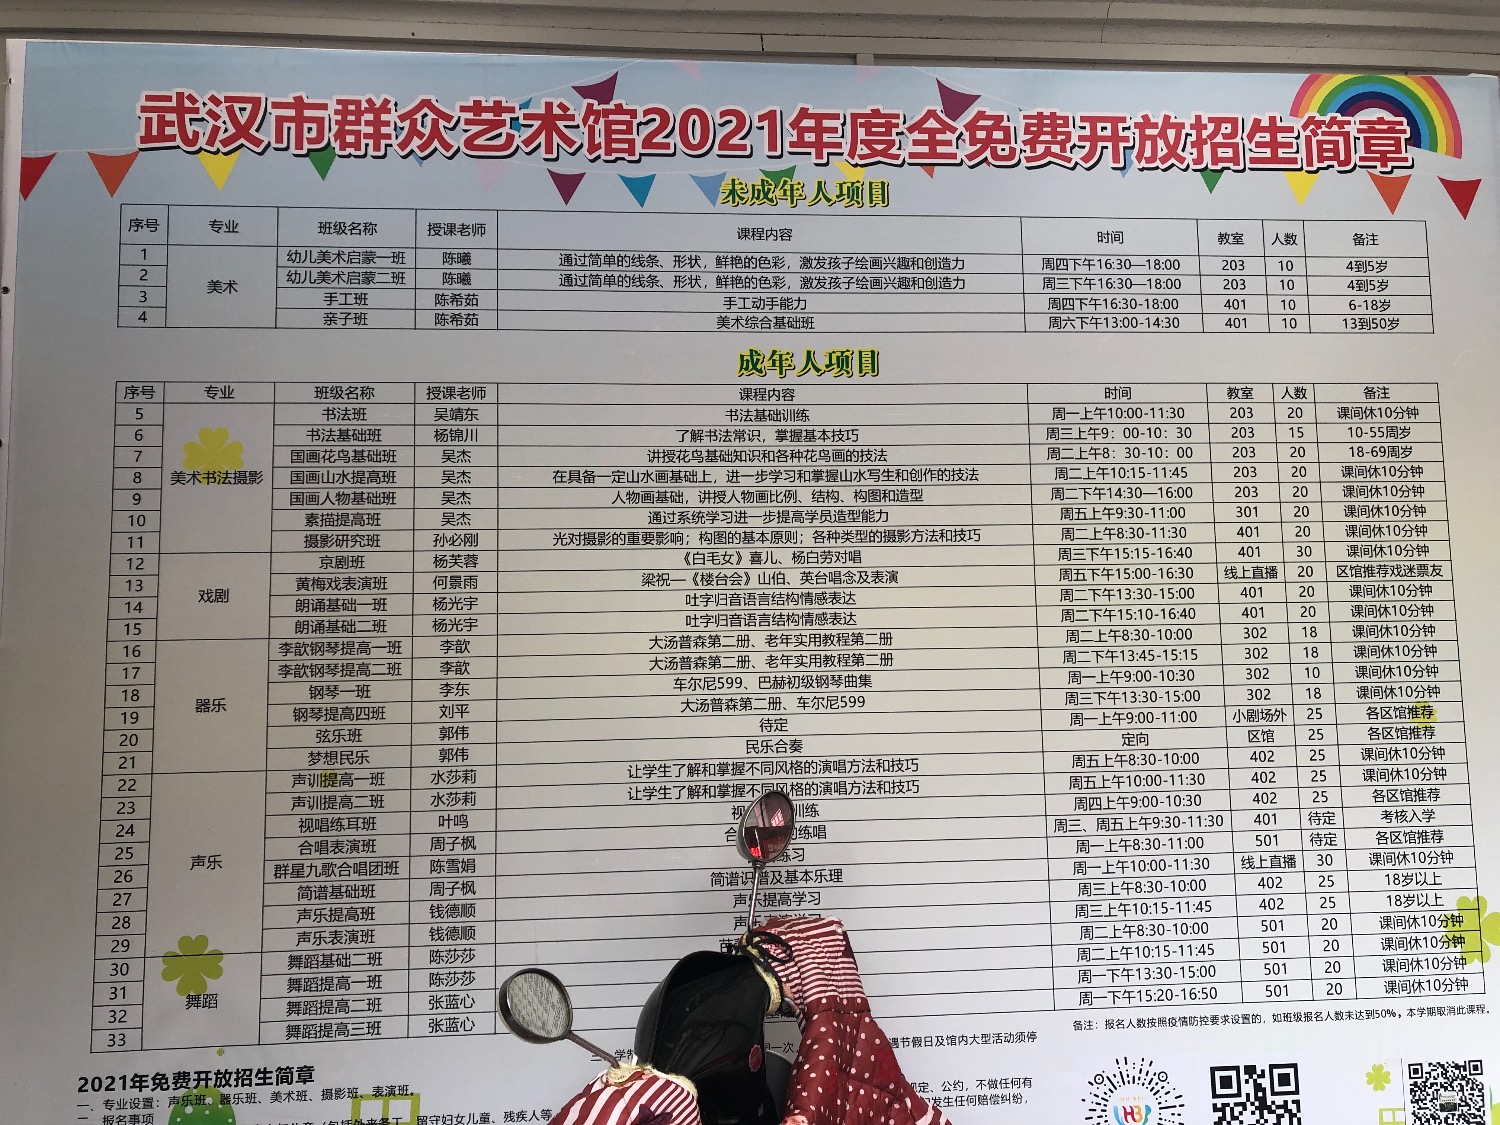 武汉市群众艺术馆2021年度全免费开放招生简章
未成年人项目
序号 专业 班级名称 授课老师 课程内容 时间 教室 人数 备注
1 美术 幼儿美术启蒙一班 陈曦 通过简单的线条、形状，鲜艳的色彩，激发孩子绘画兴趣和创造力 周四下午16:30—18:00 203 10 4到5岁
2 幼儿美术启蒙二班 陈曦 通过简单的线条、形状，鲜艳的色彩，激发孩子绘画兴趣和创造力 周三下午16:30—18:00 203 10 4到5岁
3 手工班 陈希茹 手工动手能力 周四下午16:30-18:00 401 10 6-18岁
4 亲子班 陈希茹 美术综合基础班 周六下午13:00-14:30 401 10 13到50岁
成年人项目
序号 专业 班级名称 授课老师 课程内容 时间 教室 人数 备注
5 美术书法摄影 书法班 吴靖东 书法基础训练 周一上午10:00-11:30 203 20 课间休10分钟
6 书法基础班 杨锦川 了解书法常识，掌握基本技巧 周三上午9：00-10：30 203 15 10-55周岁
7 国画花鸟基础班 吴杰 讲授花鸟基础知识和各种花鸟画的技法 周二上午8：30-10：00 203 20 18-69周岁
8 国画山水提高班 吴杰 在具备一定山水画基础上，进一步学习和掌握山水写生和创作的技法 周二上午10:15-11:45 203 20 课间休10分钟
9 国画人物基础班 吴杰 人物画基础，讲授人物画比例、结构、构图和造型 周二下午14:30—16:00 203 20 课间休10分钟
10 素描提高班 吴杰 通过系统学习进一步提高学员造型能力 周五上午9:30-11:00 301 20 课间休10分钟
11 摄影研究班 孙必刚 光对摄影的重要影响；构图的基本原则；各种类型的摄影方法和技巧 周二上午8:30-11:30 401 20 课间休10分钟
12 戏剧 京剧班 杨芙蓉 《白毛女》喜儿、杨白劳对唱 周三下午15:15-16:40 401 30 课间休10分钟
13 黄梅戏表演班 何景雨 梁祝—《楼台会》山伯、英台唱念及表演 周五下午15:00-16:30 线上直播 20 区馆推荐戏迷票友
14 朗诵基础一班 杨光宇 吐字归音语言结构情感表达 周二下午13:30-15:00 401 20 课间休10分钟
15 朗诵基础二班 杨光宇 吐字归音语言结构情感表达 周二下午15:10-16:40 401 20 课间休10分钟
16 器乐 李歆钢琴提高一班 李歆 大汤普森第二册、老年实用教程第二册 周二上午8:30-10:00 302 18 课间休10分钟
17 李歆钢琴提高二班 李歆 大汤普森第二册、老年实用教程第二册 周二下午13:45-15:15 302 18 课间休10分钟
18 钢琴一班 李东 车尔尼599、巴赫初级钢琴曲集 周一上午9:00-10:30 302 10 课间休10分钟
19 钢琴提高四班 刘平 大汤普森第二册、车尔尼599 周三下午13:30-15:00 302 18 课间休10分钟
20 弦乐班 郭伟 待定 周一上午9:00-11:00 小剧场外 25 各区馆推荐
21 梦想民乐 郭伟 民乐合奏 定向 区馆 25 各区馆推荐
22 声乐 声训提高一班 水莎莉 让学生了解和掌握不同风格的演唱方法和技巧 周五上午8:30-10:00 402 25 课间休10分钟
23 声训提高二班 水莎莉 让学生了解和掌握不同风格的演唱方法和技巧 周五上午10:00-11:30 402 25 课间休10分钟
24 视唱练耳班 叶鸣 视 训练 周四上午9:00-10:30 402 25 各区馆推荐
25 合唱表演班 周子枫 合 的练唱 周三、周五上午9:30-11:30 401 待定 考核入学
26 群星九歌合唱团班 陈雪娟 练习 周一上午8:30-11:00 501 待定 各区馆推荐
27 简谱基础班 周子枫 简谱识谱及基本乐理 周一上午10:00-11:30 线上直播 30 课间休10分钟
28 声乐提高班 钱德顺 声乐提高学习 周三上午8:30-10:00 402 25 18岁以上
29 声乐表演班 钱德顺 声乐表演学习 周三上午10:15-11:45 402 25 18岁以上
30 舞蹈 舞蹈基础二班 陈莎莎 周二上午8:30-10:00 501 20 课间休10分钟
31 舞蹈提高一班 陈莎莎 周二上午10:15-11:45 501 20 课间休10分钟
32 舞蹈提高二班 张蓝心 周一下午13:30-15:00 501 20 课间休10分钟
33 舞蹈提高三班 张蓝心 周一下午15:20-16:50 501 20 课间休10分钟
备注：报名人数按照疫情防控要求设置的，如班级报名人数未达到50%，本学期取消此课程。
2021年免费开放招生简章
一、专业设置：声乐班、器乐班、美术班、摄影班、表演班。
二、报名事项
留守妇女儿童、残疾人等
三、学 一次， 遇节假日及馆内大型活动须停
规定、公约，不做任何有
发生任何赔偿纠纷，